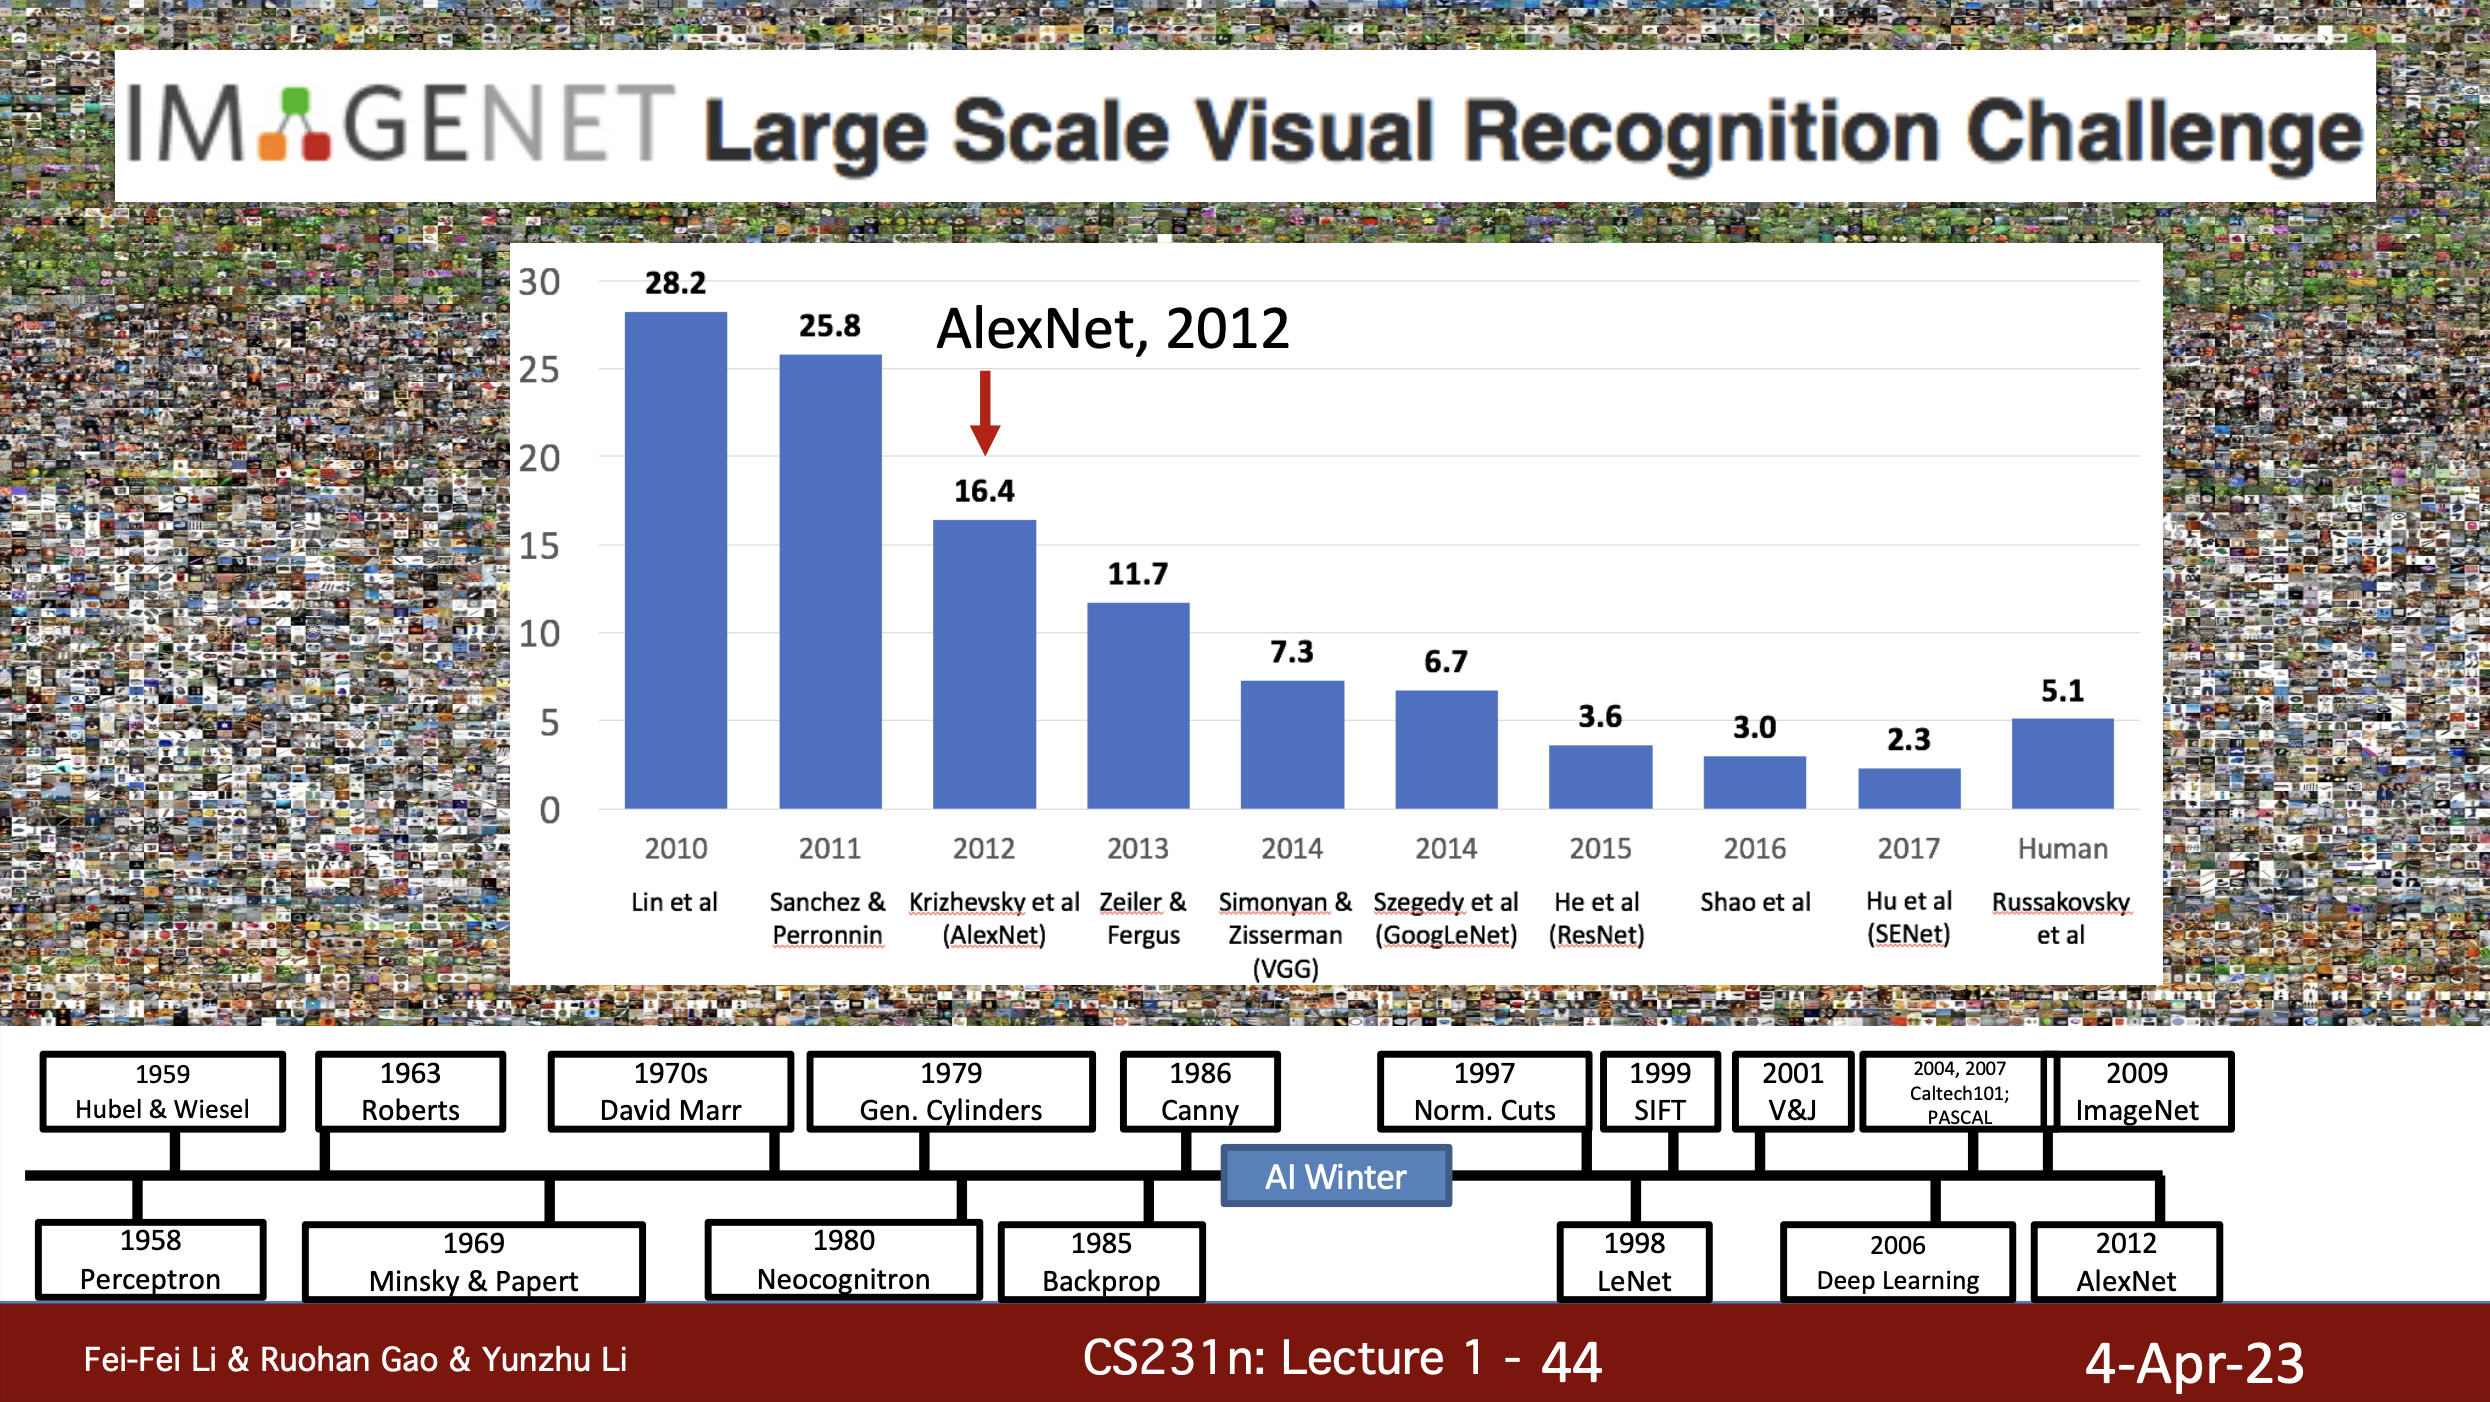 IMAGENET Large Scale Visual Recognition Challenge
30
25
20
15
10
5
0
28.2
25.8
AlexNet, 2012
16.4
11.7
7.3
6.7
3.6
3.0
2.3
5.1
2010 2011 2012 2013 2014 2014 2015 2016 2017 Human
Lin et al
Sanchez &
Perronnin
Krizhevsky et al
(AlexNet)
Zeiler &
Fergus
Simonyan &
Zisserman
(VGG)
Szegedy et al
(GoogLeNet)
He et al
(ResNet)
Shao et al
Hu et al
(SENet)
Russakovsky
et al
1959
Hubel & Wiesel
1963
Roberts
1970s
David Marr
1979
Gen. Cylinders
1986
Canny
1997
Norm. Cuts
1999
SIFT
2001
V&J
2004, 2007
Caltech101;
PASCAL
2009
ImageNet
AI Winter
1958
Perceptron
1969
Minsky & Papert
1980
Neocognitron
1985
Backprop
1998
LeNet
2006
Deep Learning
2012
AlexNet
Fei-Fei Li & Ruohan Gao & Yunzhu Li
CS231n: Lecture 1 - 44
4-Apr-23